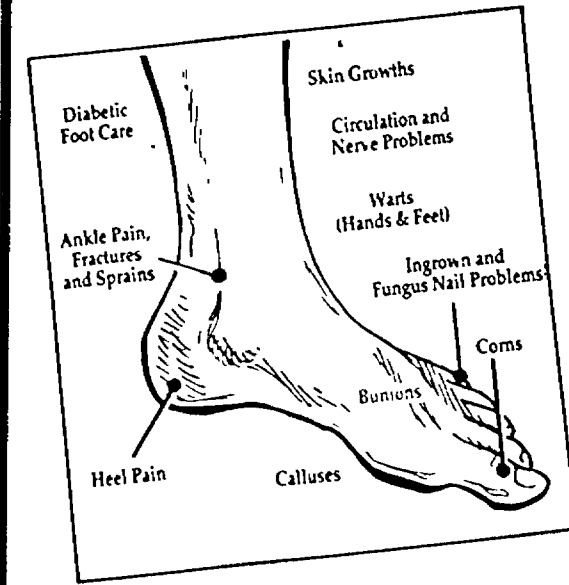 Skin Growths
Diabetic
Foot Care
Circulation and
Nerve Problems
Warts
(Hands & Feet)
Ankle Pain,
Fractures
and Sprains
Ingrown and
Fungus Nail Problems
Corns
Bunions
Heel Pain
Calluses